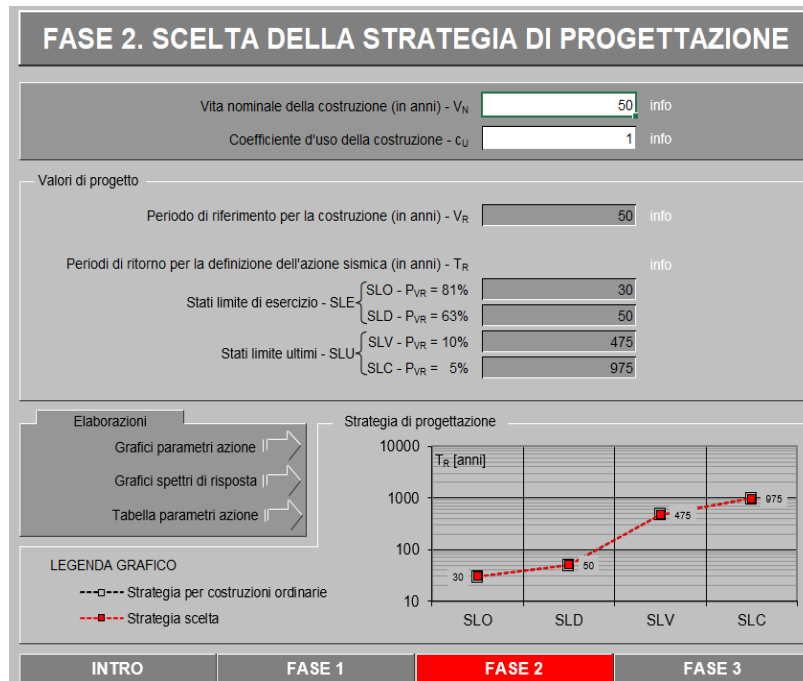 FASE 2. SCELTA DELLA STRATEGIA DI PROGETTAZIONE
Vita nominale della costruzione (in anni) - VN 50 info
Coefficiente d'uso della costruzione - cU 1 info
Valori di progetto
Periodo di riferimento per la costruzione (in anni) - VR 50 info
Periodi di ritorno per la definizione dell'azione sismica (in anni) - TR info
Stati limite di esercizio - SLE
SLO - PVR = 81% 30
SLD - PVR = 63% 50
Stati limite ultimi - SLU
SLV - PVR = 10% 475
SLC - PVR = 5% 975
Elaborazioni
Grafici parametri azione
Grafici spettri di risposta
Tabella parametri azione
LEGENDA GRAFICO
Strategia per costruzioni ordinarie
Strategia scelta
Strategia di progettazione
TR [anni]
10000
1000
100
10
30
50
475
975
SLO SLD SLV SLC
INTRO FASE 1 FASE 2 FASE 3